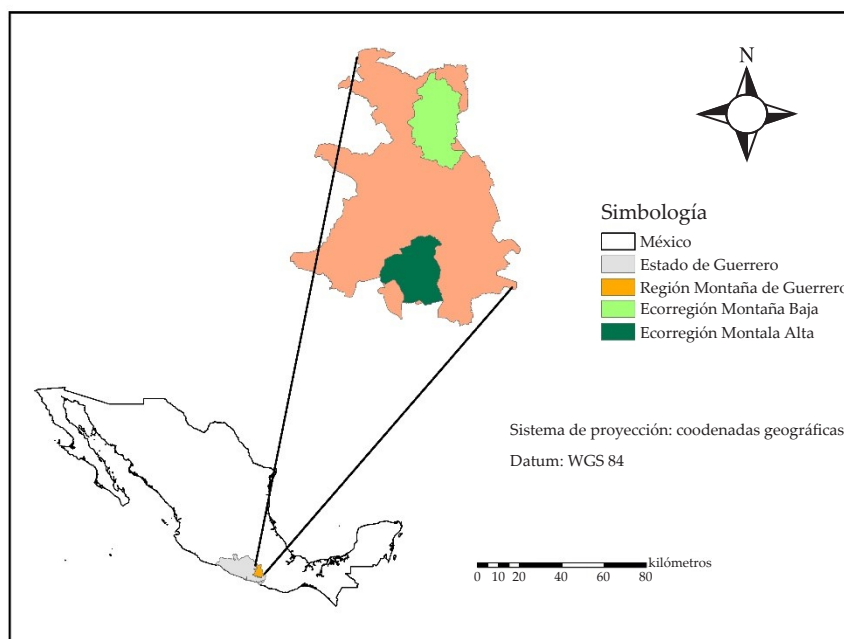 N
Simbología
México
Estado de Guerrero
Región Montaña de Guerrero
Ecorregión Montaña Baja
Ecorregión Montala Alta
Sistema de proyección: coodenadas geográficas
Datum: WGS 84
kilómetros
0 10 20 40 60 80